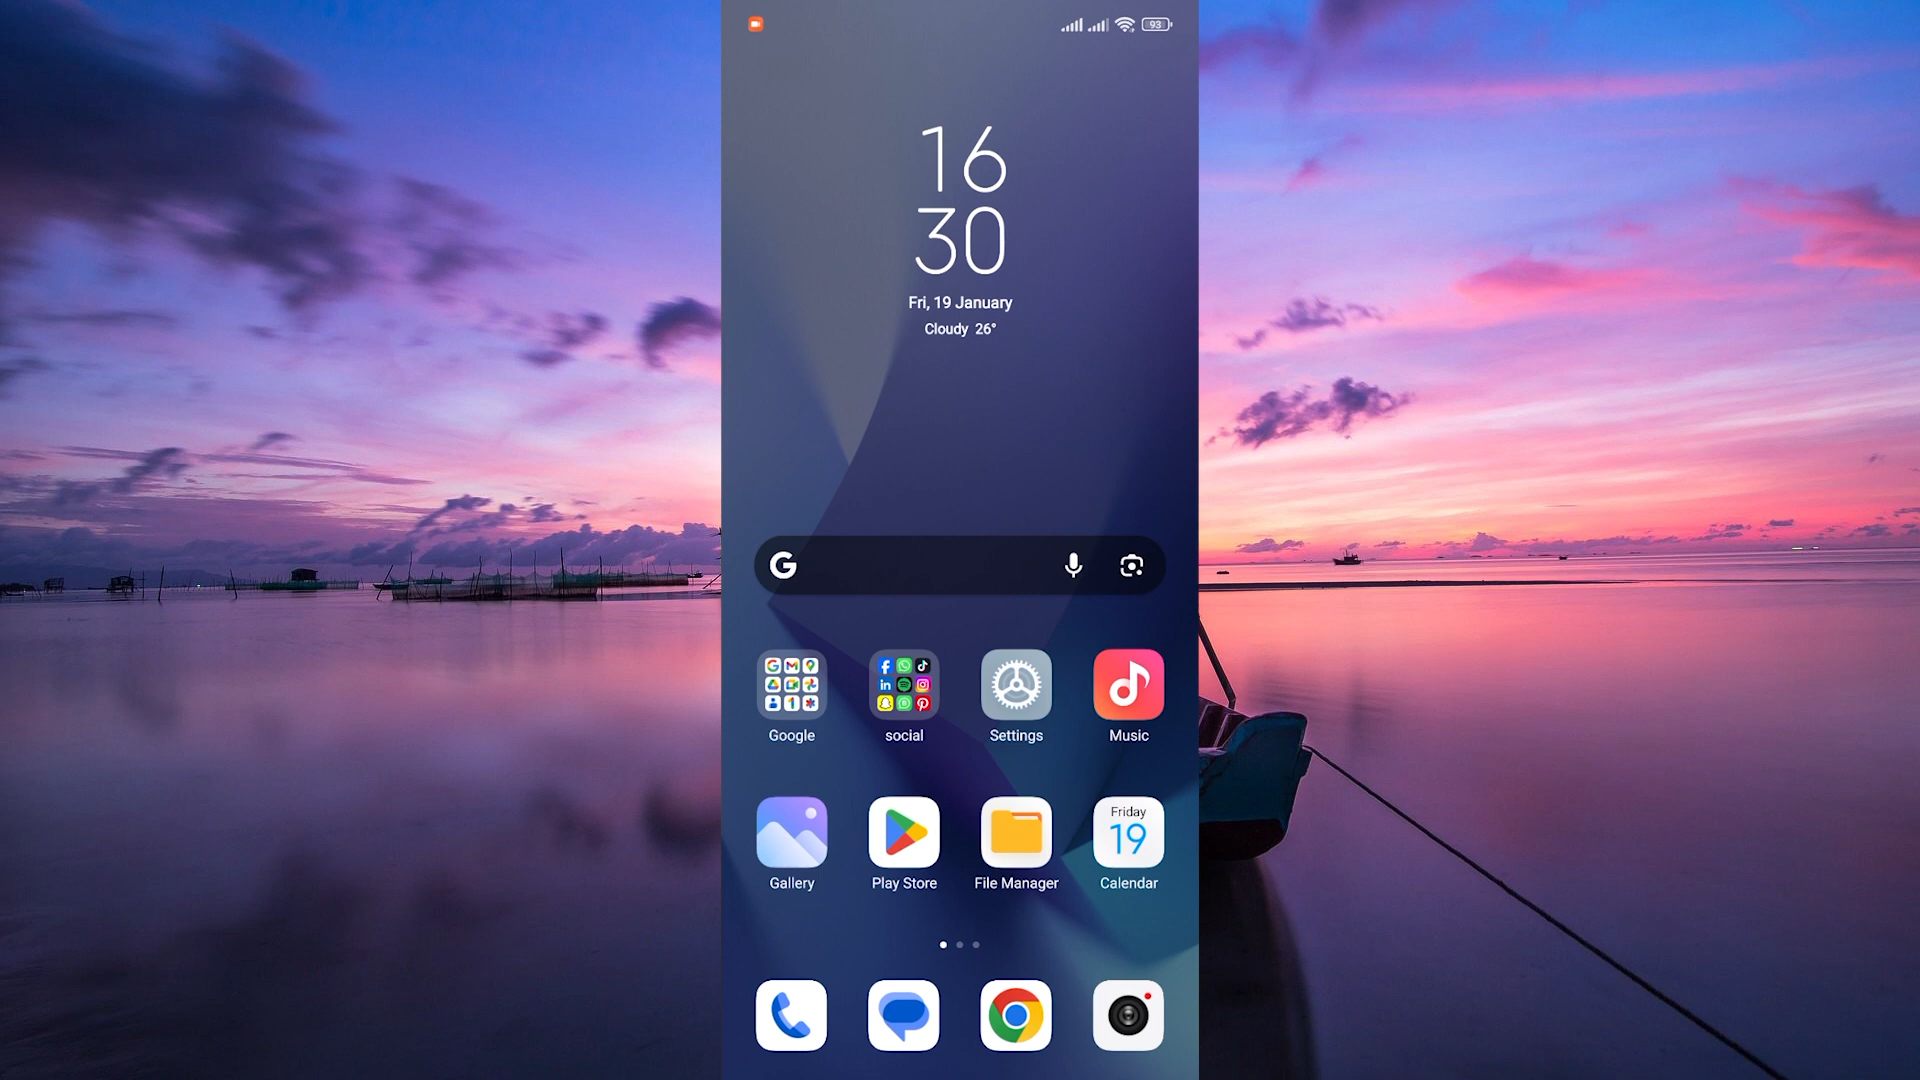 93
16
30
Fri, 19 January
Cloudy 26°
G
Google
social
Settings
Music
Gallery
Play Store
File Manager
Friday
19
Calendar